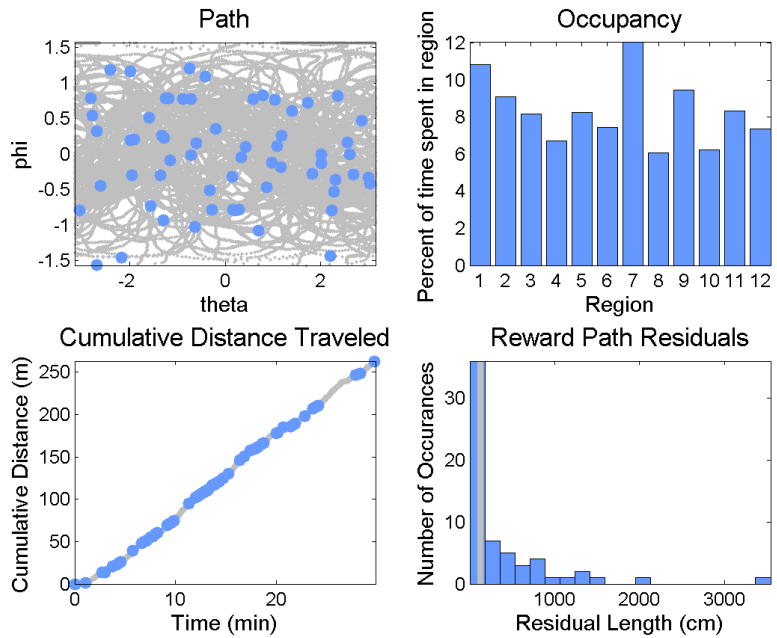 Path
1.5
1
0.5
0
-0.5
-1
-1.5
phi
-2
0
2
theta
Occupancy
12
10
8
6
4
2
0
Percent of time spent in region
1 2 3 4 5 6 7 8 9 10 11 12
Region
Cumulative Distance Traveled
250
200
150
100
50
0
Cumulative Distance (m)
0
10
20
Time (min)
Reward Path Residuals
30
20
10
0
Number of Occurances
1000
2000
3000
Residual Length (cm)